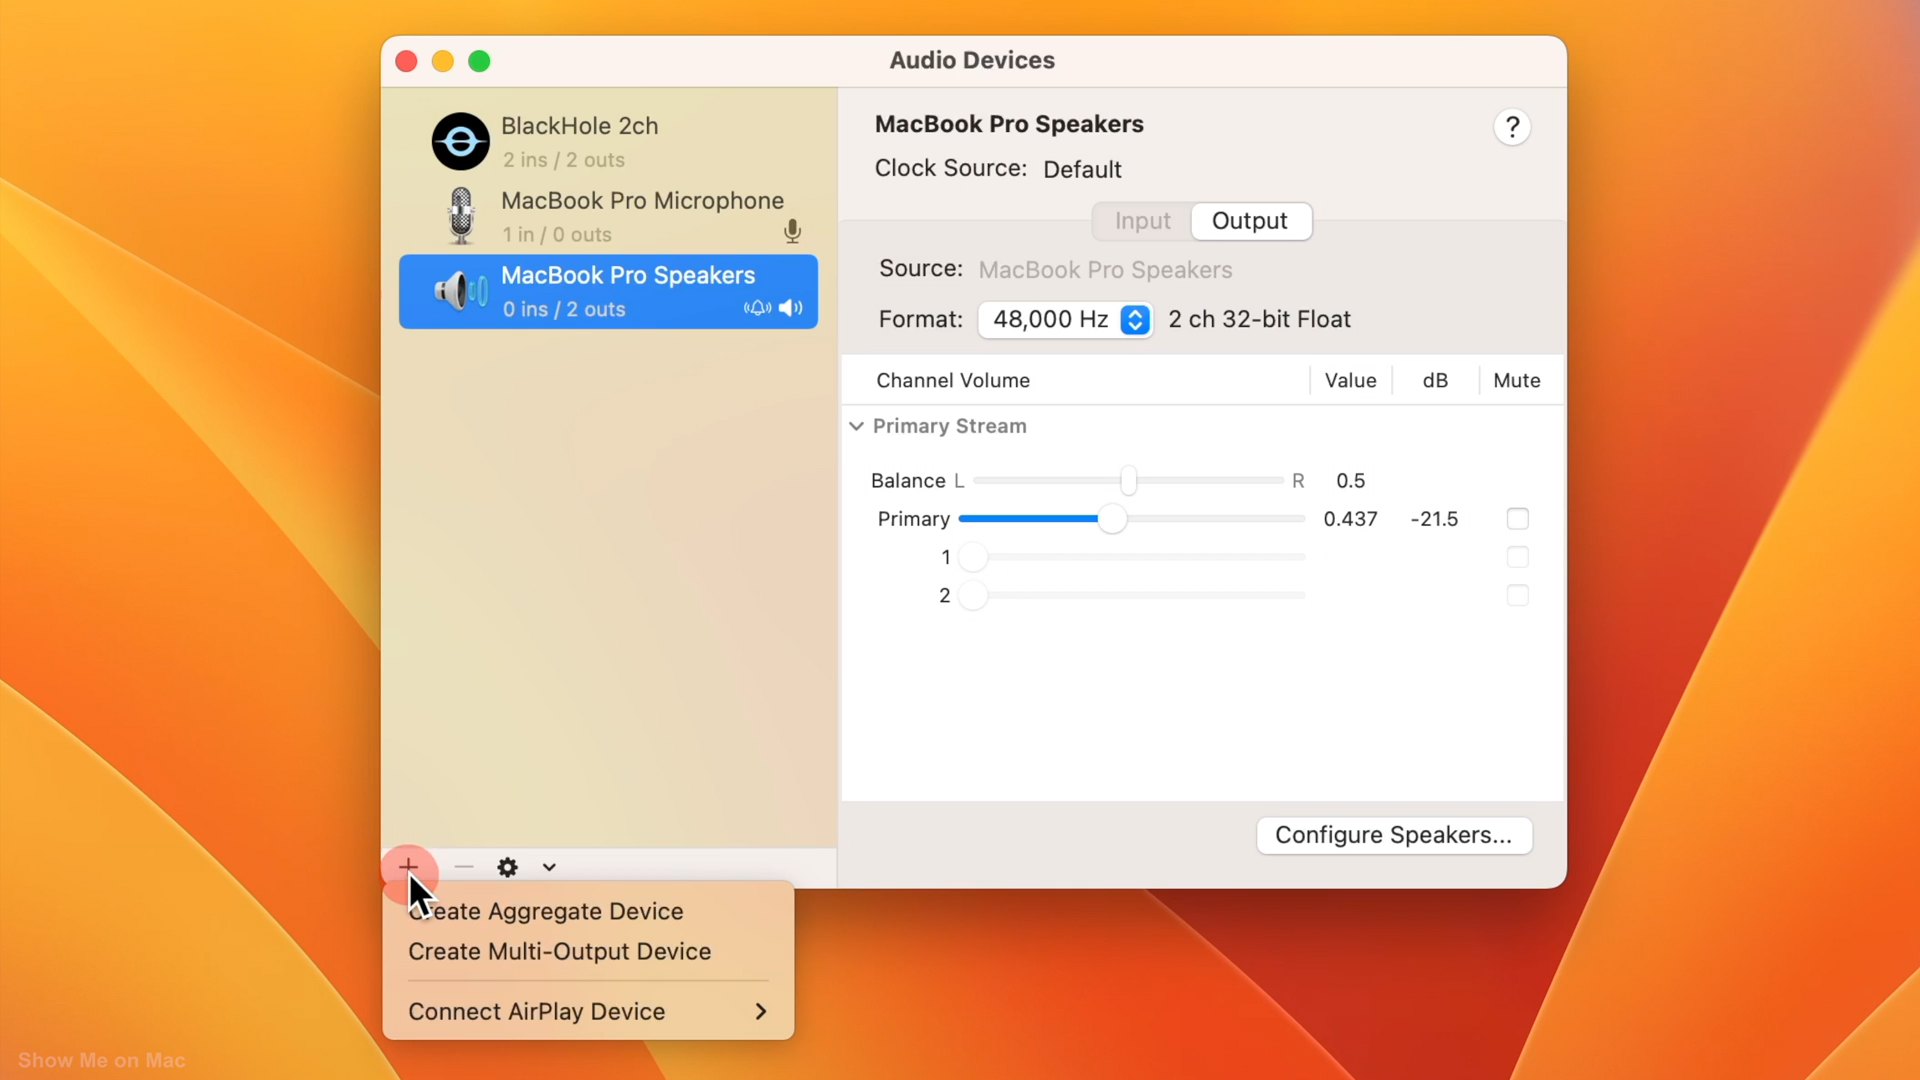 Audio Devices
BlackHole 2ch
2 ins / 2 outs
MacBook Pro Microphone
1 in / 0 outs
MacBook Pro Speakers
0 ins / 2 outs
MacBook Pro Speakers
?
Clock Source: Default
Input Output
Source: MacBook Pro Speakers
Format: 48,000 Hz 2 ch 32-bit Float
Channel Volume Value dB Mute
Primary Stream
Balance L R 0.5
Primary 0.437 -21.5
1
2
Configure Speakers...
Create Aggregate Device
Create Multi-Output Device
Connect AirPlay Device
Show Me on Mac